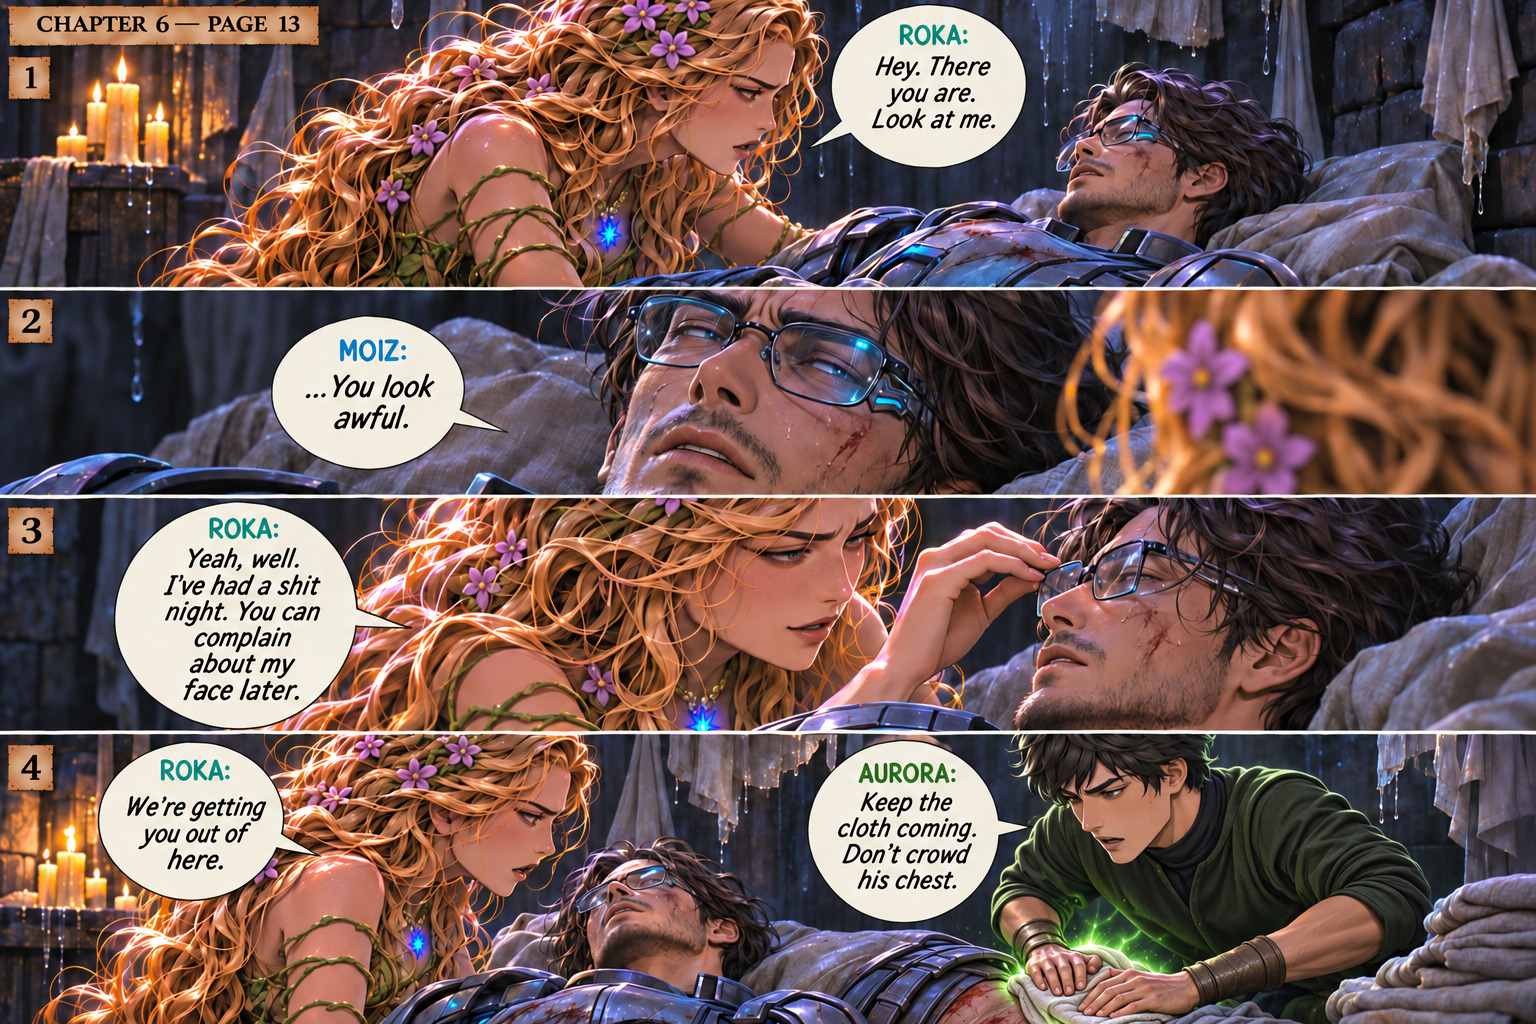 CHAPTER 6 — PAGE 13
1
ROKA:
Hey. There
you are.
Look at me.
2
MOIZ:
...You look
awful.
3
ROKA:
Yeah, well.
I've had a shit
night. You can
complain
about my
face later.
4
ROKA:
We're getting
you out of
here.
AURORA:
Keep the
cloth coming.
Don't crowd
his chest.